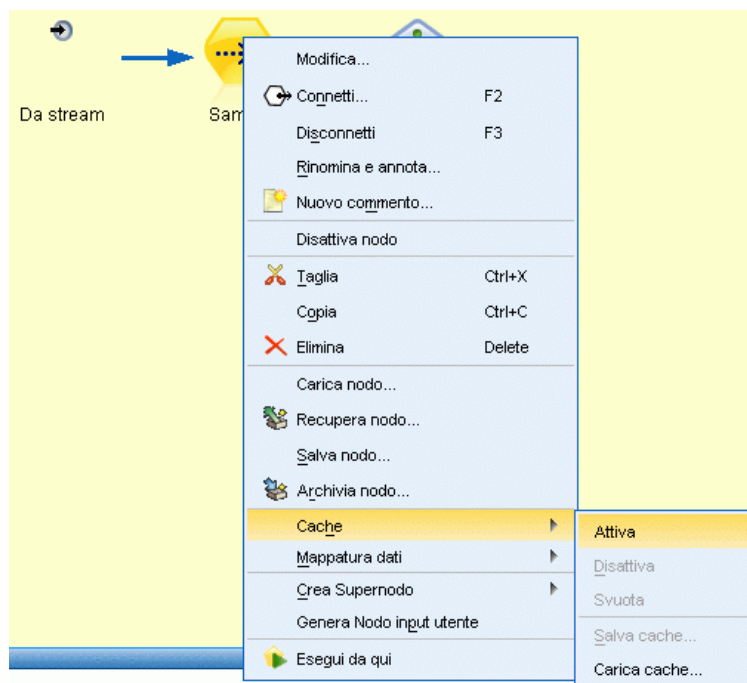 Da stream
Sam
Modifica...
Connetti... F2
Disconnetti F3
Rinomina e annota...
Nuovo commento...
Disattiva nodo
Taglia Ctrl+X
Copia Ctrl+C
Elimina Delete
Carica nodo...
Recupera nodo...
Salva nodo...
Archivia nodo...
Cache
Attiva
Mappatura dati
Disattiva
Crea Supernodo
Svuota
Genera Nodo input utente
Salva cache...
Esegui da qui
Carica cache...